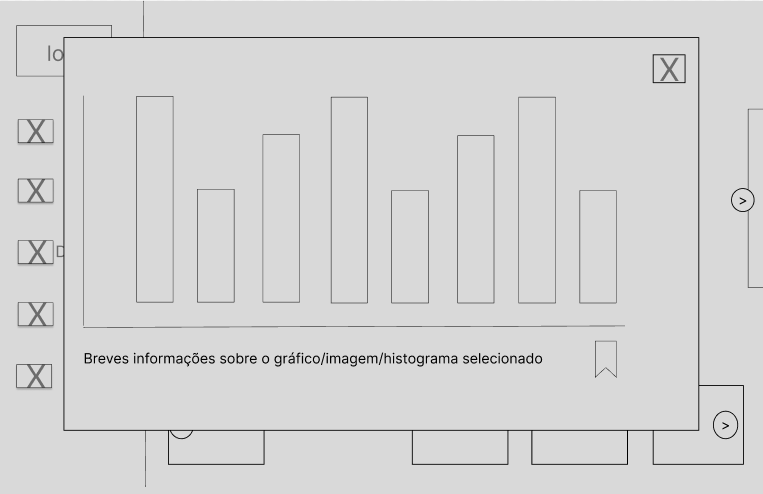 lo
X
X
X
X
D
X
X
>
Breves informações sobre o gráfico/imagem/histograma selecionado
>